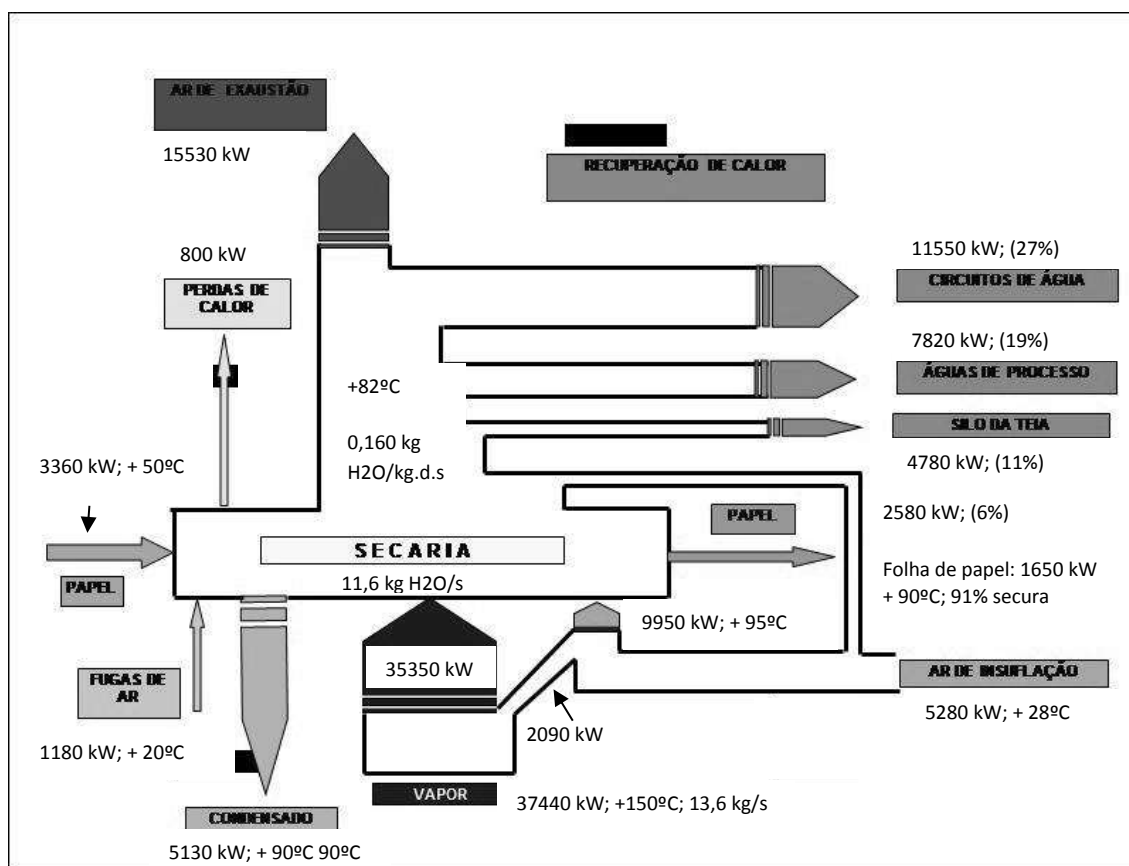 AR DE EXAUSTÃO
15530 kW
RECUPERAÇÃO DE CALOR
800 kW
PERDAS DE
CALOR
11550 kW; (27%)
CIRCUITOS DE ÁGUA
7820 kW; (19%)
ÁGUAS DE PROCESSO
+82ºC
SILO DA TEIA
0,160 kg
H2O/kg.d.s
4780 kW; (11%)
3360 kW; + 50ºC
2580 kW; (6%)
PAPEL
SECARIA
11,6 kg H2O/s
PAPEL
Folha de papel: 1650 kW
+ 90ºC; 91% secura
9950 kW; + 95ºC
35350 kW
FUGAS DE
AR
AR DE INSUFLAÇÃO
5280 kW; + 28ºC
2090 kW
1180 kW; + 20ºC
VAPOR
37440 kW; +150ºC; 13,6 kg/s
CONDENSADO
5130 kW; + 90ºC 90ºC